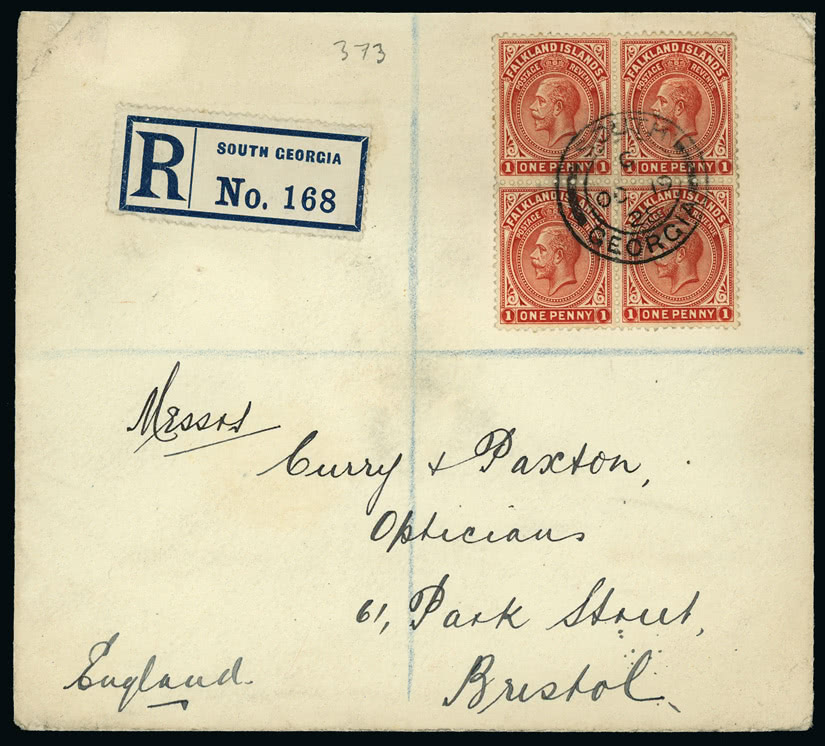 373
R SOUTH GEORGIA
No. 168
FALKLAND ISLANDS FALKLAND ISLANDS
POSTAGE REVENUE POSTAGE REVENUE
1 ONE PENNY 1 1 ONE PENNY 1
FALKLAND ISLANDS FALKLAND ISLANDS
POSTAGE REVENUE POSTAGE REVENUE
1 ONE PENNY 1 1 ONE PENNY 1
SOUTH
GEORGIA
Messrs
Curry & Paxton,
Opticians
61, Park Street,
Bristol.
England